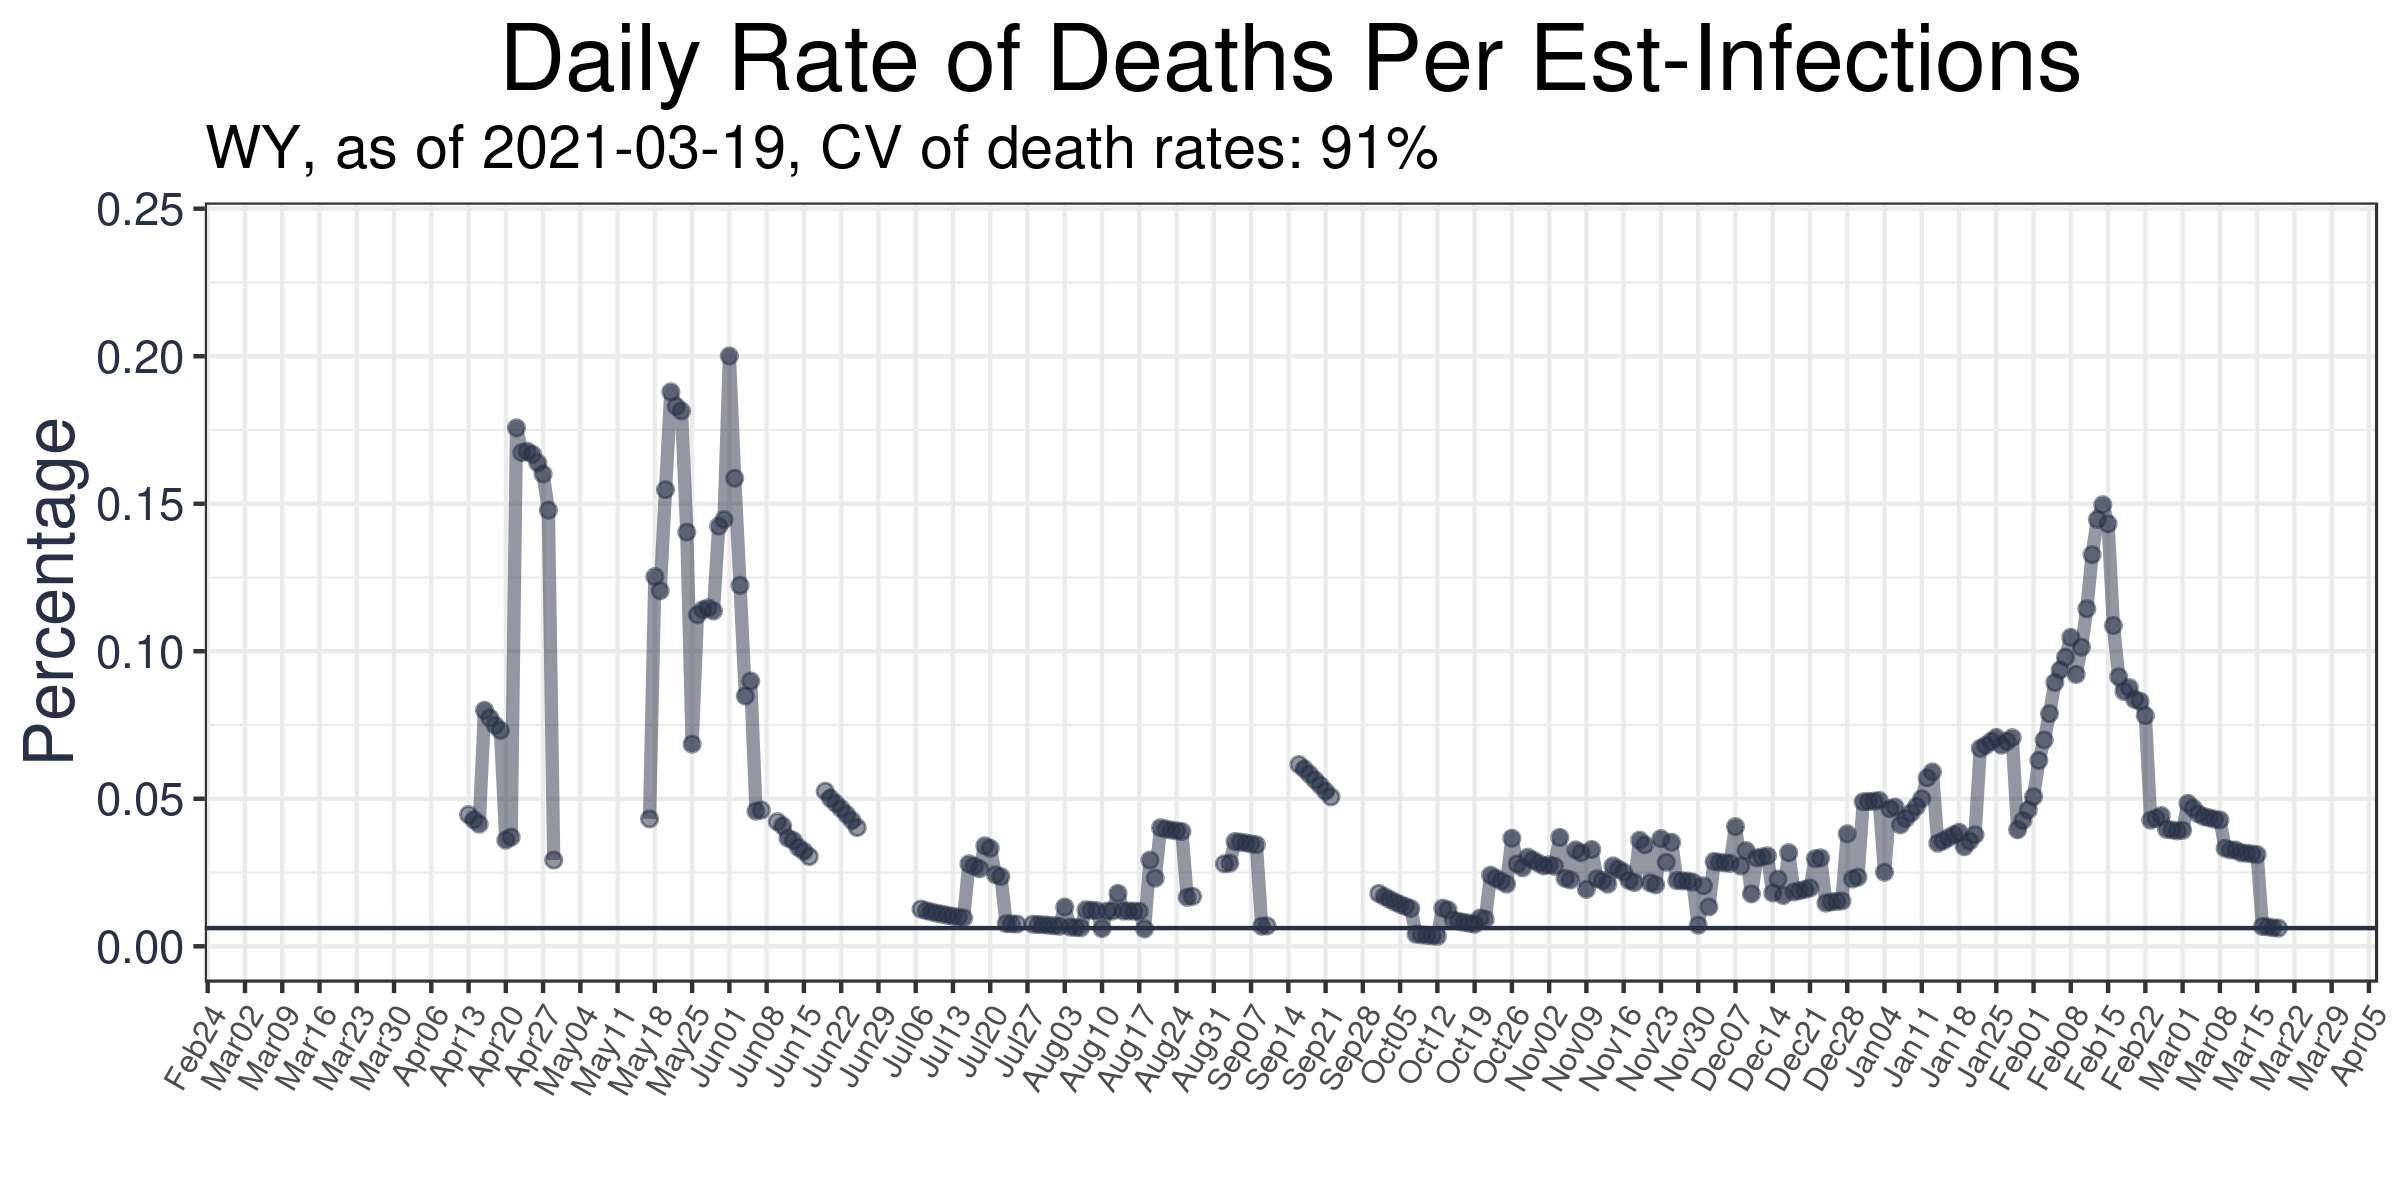 Daily Rate of Deaths Per Est-Infections
WY, as of 2021-03-19, CV of death rates: 91%
Percentage
0.25
0.20
0.15
0.10
0.05
0.00
Feb24
Mar02
Mar09
Mar16
Mar23
Mar30
Apr06
Apr13
Apr20
Apr27
May04
May11
May18
May25
Jun01
Jun08
Jun15
Jun22
Jun29
Jul06
Jul13
Jul20
Jul27
Aug03
Aug10
Aug17
Aug24
Aug31
Sep07
Sep14
Sep21
Sep28
Oct05
Oct12
Oct19
Oct26
Nov02
Nov09
Nov16
Nov23
Nov30
Dec07
Dec14
Dec21
Dec28
Jan04
Jan11
Jan18
Jan25
Feb01
Feb08
Feb15
Feb22
Mar01
Mar08
Mar15
Mar22
Mar29
Apr05